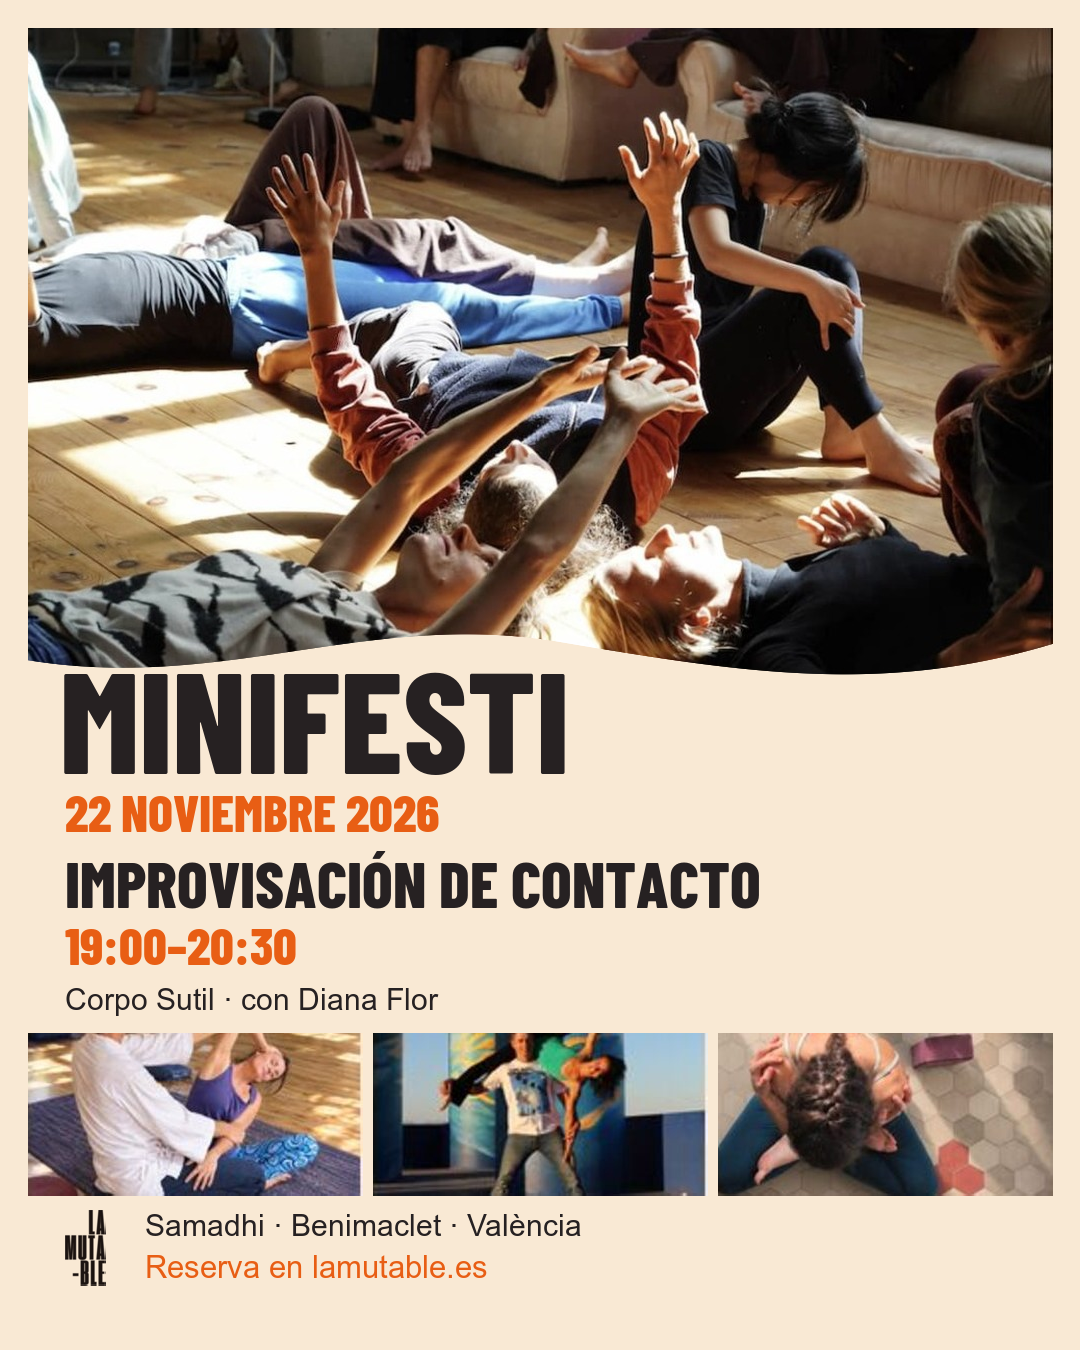 MINIFESTI
22 NOVIEMBRE 2026
IMPROVISACIÓN DE CONTACTO
19:00–20:30
Corpo Sutil · con Diana Flor
LA
MUTA
-BLE
Samadhi · Benimaclet · València
Reserva en lamutable.es